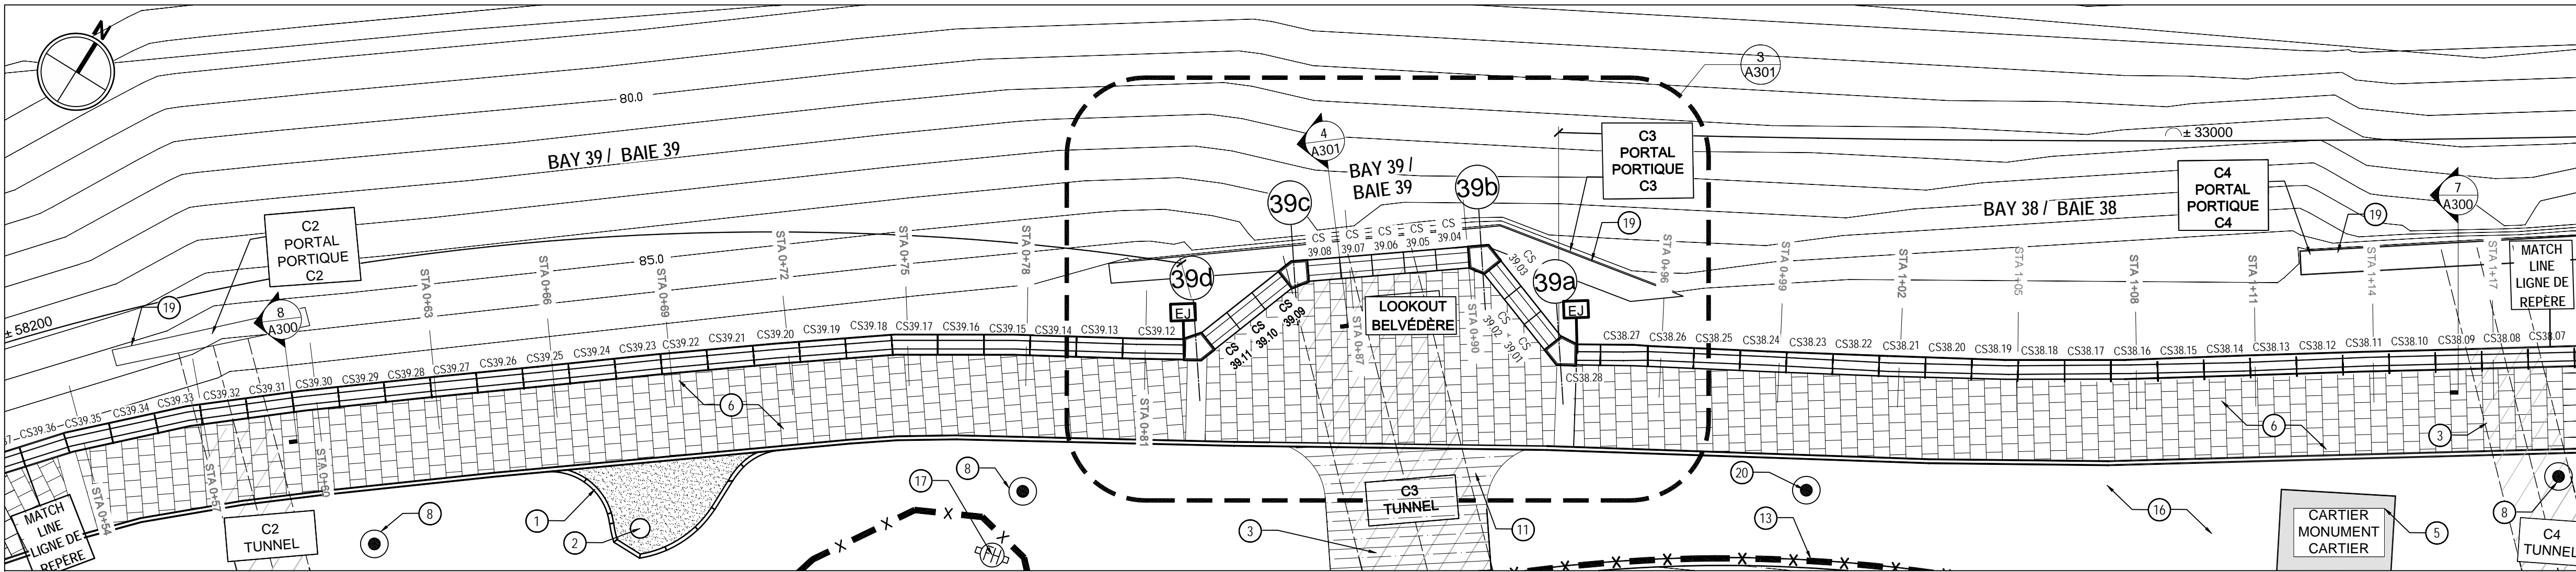 N
80.0
BAY 39 / BAIE 39
85.0
3
A301
4
A301
BAY 39 /
BAIE 39
C3
PORTAL
PORTIQUE
C3
± 33000
C4
PORTAL
PORTIQUE
C4
7
A300
BAY 38 / BAIE 38
C2
PORTAL
PORTIQUE
C2
8
A300
19
± 58200
39d
39c
39b
39a
19
19
EJ
EJ
MATCH
LINE
LIGNE DE
REPÈRE
STA 0+54
STA 0+57
STA 0+60
STA 0+63
STA 0+66
STA 0+69
STA 0+72
STA 0+75
STA 0+78
STA 0+81
STA 0+87
STA 0+90
STA 0+96
STA 0+99
STA 1+02
STA 1+05
STA 1+08
STA 1+11
STA 1+14
STA 1+17
CS39.36
CS39.35
CS39.34
CS39.33
CS39.32
CS39.31
CS39.30
CS39.29
CS39.28
CS39.27
CS39.26
CS39.25
CS39.24
CS39.23
CS39.22
CS39.21
CS39.20
CS39.19
CS39.18
CS39.17
CS39.16
CS39.15
CS39.14
CS39.13
CS39.12
CS
39.11
CS
39.10
CS
39.09
CS
39.08
CS
39.07
CS
39.06
CS
39.05
CS
39.04
CS
39.03
CS
39.02
CS
39.01
CS38.28
CS38.27
CS38.26
CS38.25
CS38.24
CS38.23
CS38.22
CS38.21
CS38.20
CS38.19
CS38.18
CS38.17
CS38.16
CS38.15
CS38.14
CS38.13
CS38.12
CS38.11
CS38.10
CS38.09
CS38.08
CS38.07
LOOKOUT
BELVÉDÈRE
6
6
3
MATCH
LINE
LIGNE DE
REPÈRE
C2
TUNNEL
8
1
2
17
8
C3
TUNNEL
3
11
20
13
16
CARTIER
MONUMENT
CARTIER
5
8
C4
TUNNEL